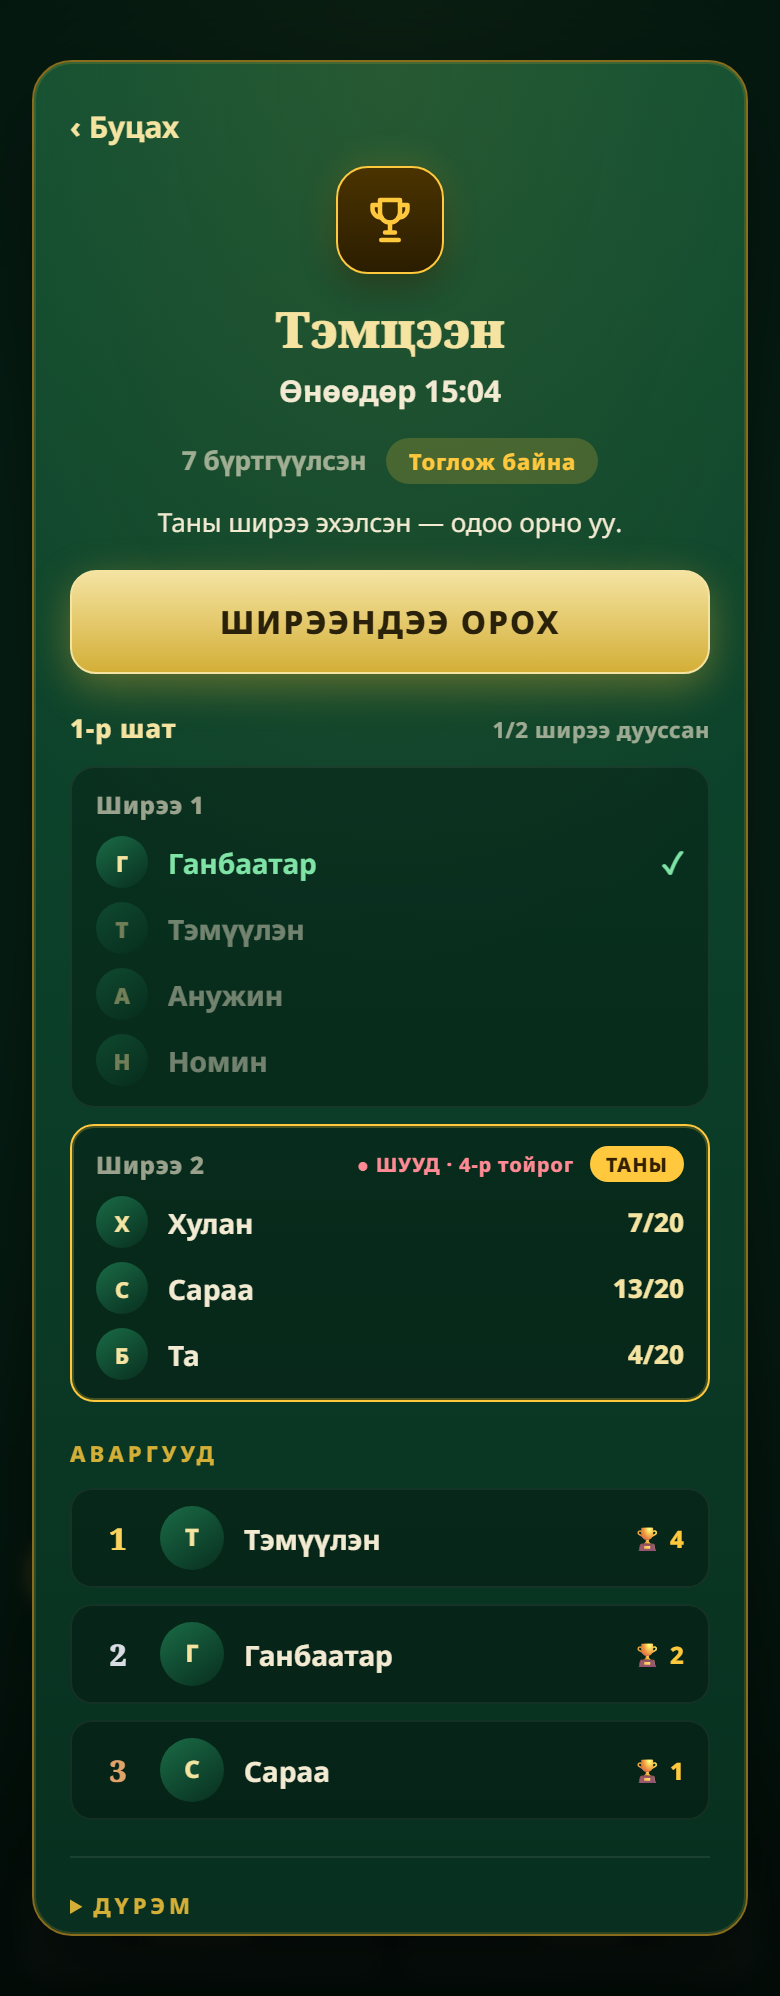 ‹ Буцах
Тэмцээн
Өнөөдөр 15:04
7 бүртгүүлсэн Тоглож байна
Таны ширээ эхэлсэн — одоо орно уу.
ШИРЭЭНДЭЭ ОРОХ
1-р шат 1/2 ширээ дууссан
Ширээ 1
Г Ганбаатар ✓
Т Тэмүүлэн
А Анужин
Н Номин
Ширээ 2 ● ШУУД · 4-р тойрог ТАНЫ
Х Хулан 7/20
С Сараа 13/20
Б Та 4/20
АВАРГУУД
1 Т Тэмүүлэн 🏆 4
2 Г Ганбаатар 🏆 2
3 С Сараа 🏆 1
▶ ДҮРЭМ